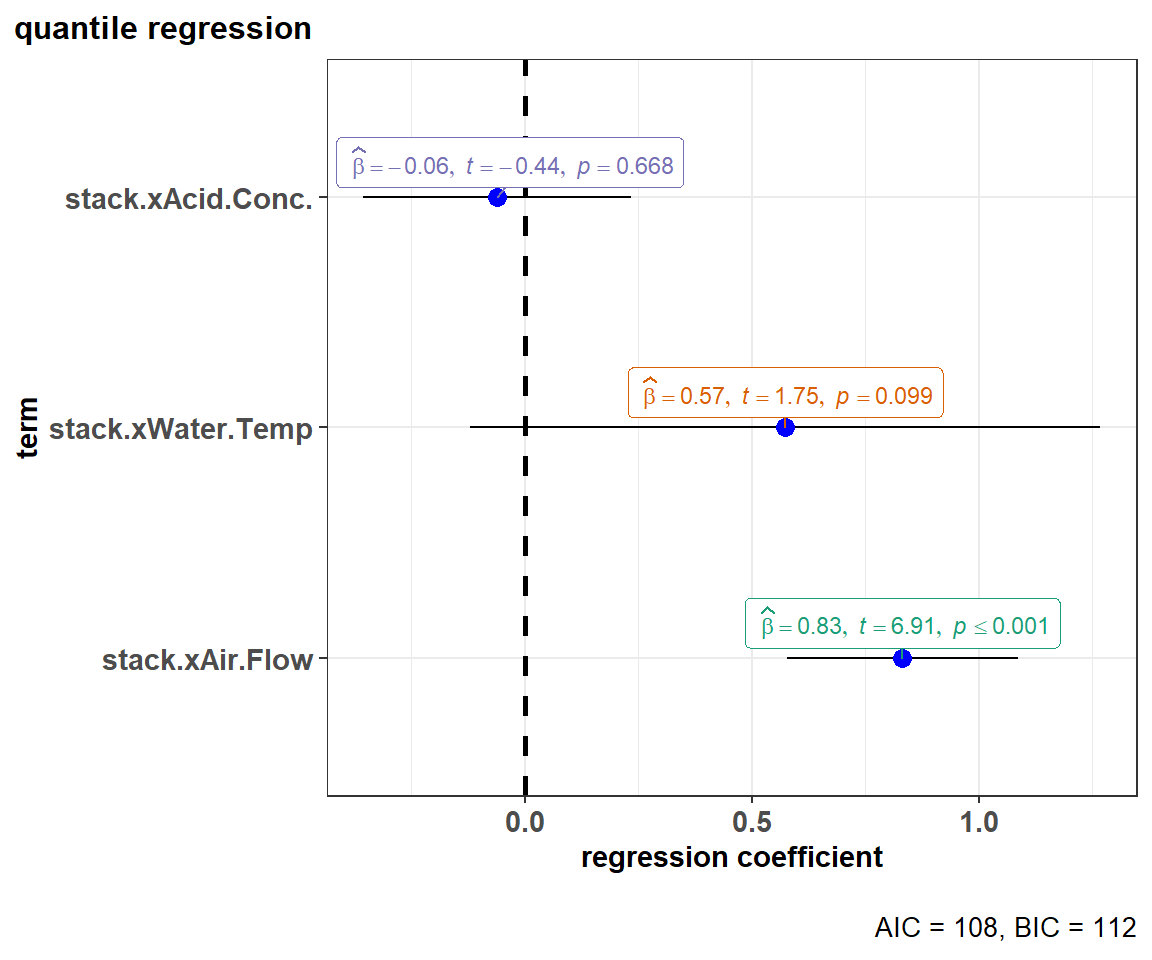 quantile regression
β̂ = −0.06, t = −0.44, p = 0.668
stack.xAcid.Conc.
β̂ = 0.57, t = 1.75, p = 0.099
stack.xWater.Temp
term
β̂ = 0.83, t = 6.91, p ≤ 0.001
stack.xAir.Flow
0.0 0.5 1.0
regression coefficient
AIC = 108, BIC = 112